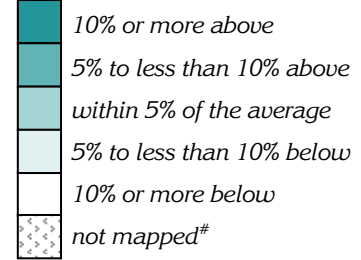 10% or more above
5% to less than 10% above
within 5% of the average
5% to less than 10% below
10% or more below
not mapped#